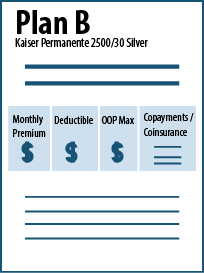 Plan B
Kaiser Permanente 2500/30 Silver
Monthly Premium
Deductible
OOP Max
Copayments / Coinsurance
$ $ $